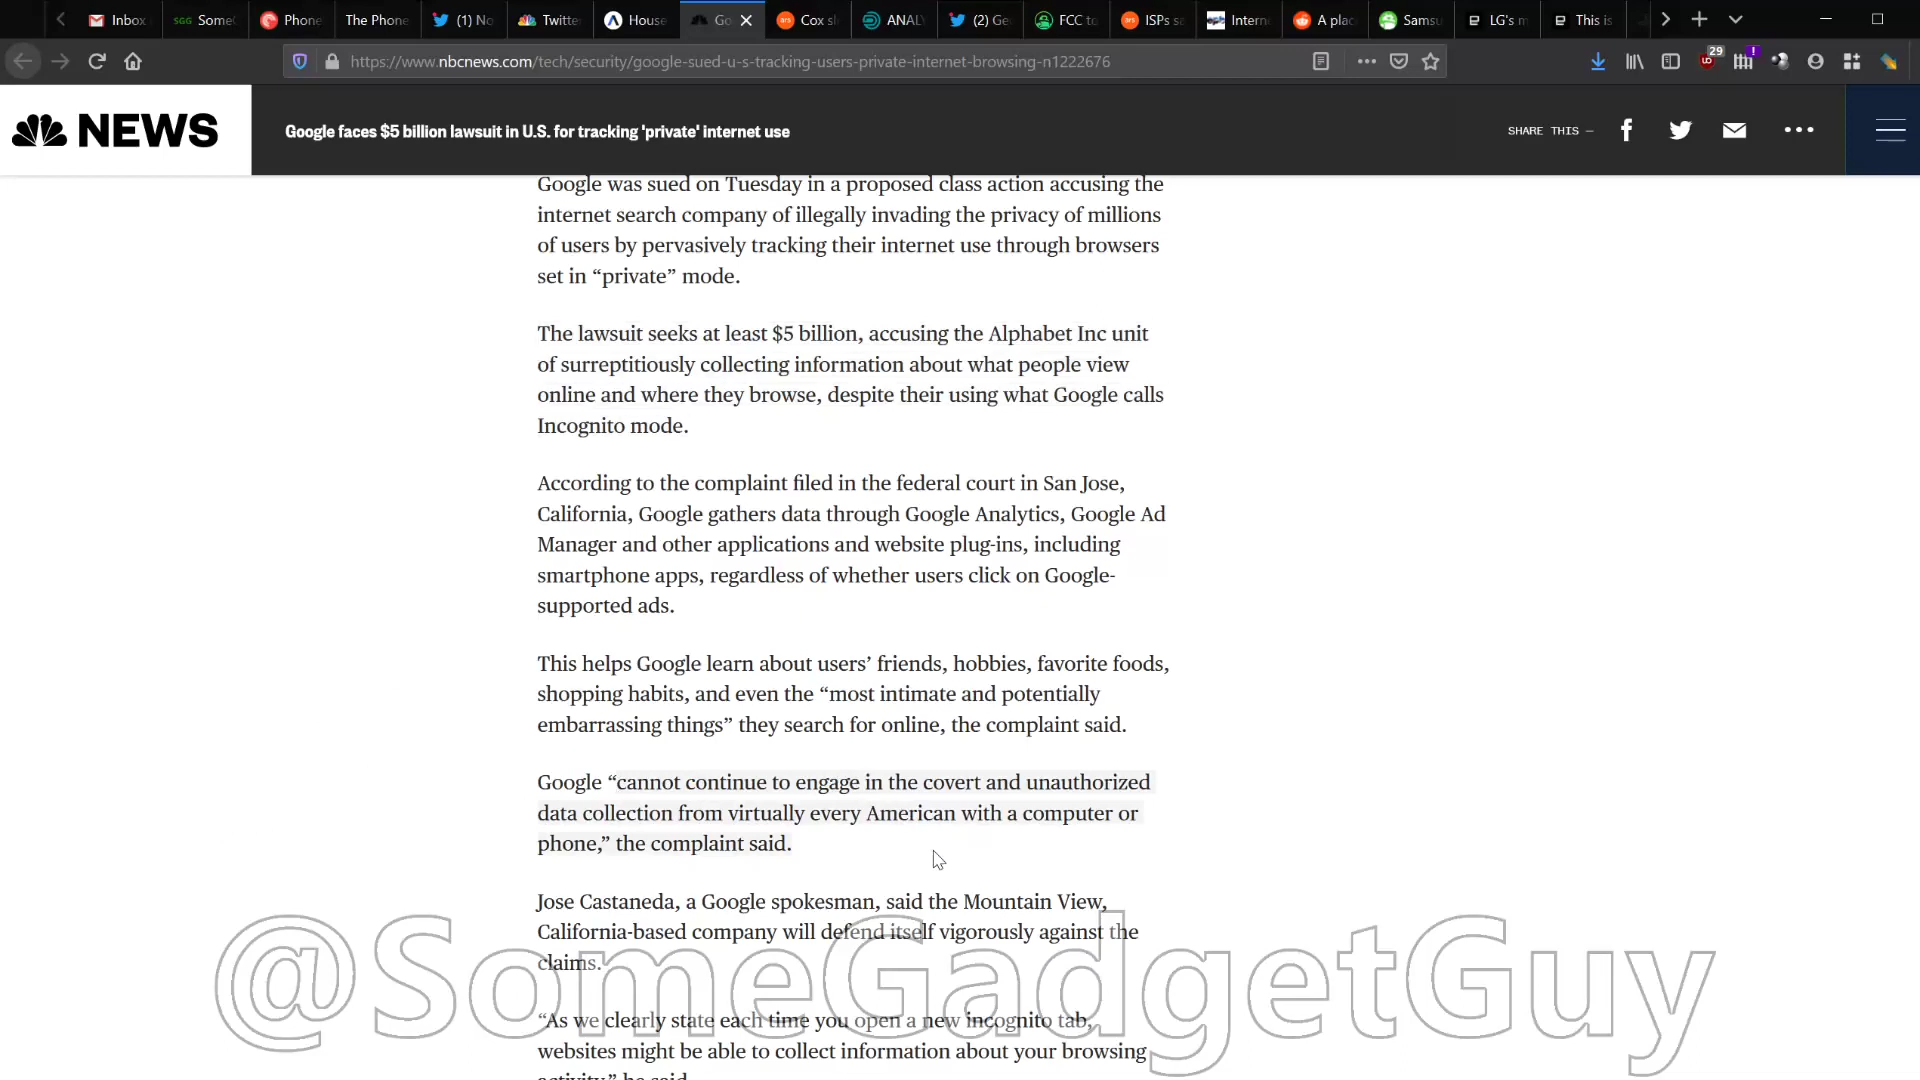 Inbox
SGG Some
Phone
The Phone
(1) No
Twitte
House
Go
Cox sl
ANAL
(2) Ge
FCC to
ars ISPs sa
Intern
A plac
Samsu
LG's m
This is
https://www.nbcnews.com/tech/security/google-sued-u-s-tracking-users-private-internet-browsing-n1222676
29
!
NEWS
Google faces $5 billion lawsuit in U.S. for tracking 'private' internet use
SHARE THIS —
Google was sued on Tuesday in a proposed class action accusing the
internet search company of illegally invading the privacy of millions
of users by pervasively tracking their internet use through browsers
set in “private” mode.
The lawsuit seeks at least $5 billion, accusing the Alphabet Inc unit
of surreptitiously collecting information about what people view
online and where they browse, despite their using what Google calls
Incognito mode.
According to the complaint filed in the federal court in San Jose,
California, Google gathers data through Google Analytics, Google Ad
Manager and other applications and website plug-ins, including
smartphone apps, regardless of whether users click on Google-
supported ads.
This helps Google learn about users’ friends, hobbies, favorite foods,
shopping habits, and even the “most intimate and potentially
embarrassing things” they search for online, the complaint said.
Google “cannot continue to engage in the covert and unauthorized
data collection from virtually every American with a computer or
phone,” the complaint said.
Jose Castaneda, a Google spokesman, said the Mountain View,
California-based company will defend itself vigorously against the
claims.
@SomeGadgetGuy
“As we clearly state each time you open a new incognito tab,
websites might be able to collect information about your browsing
activity,” he said.